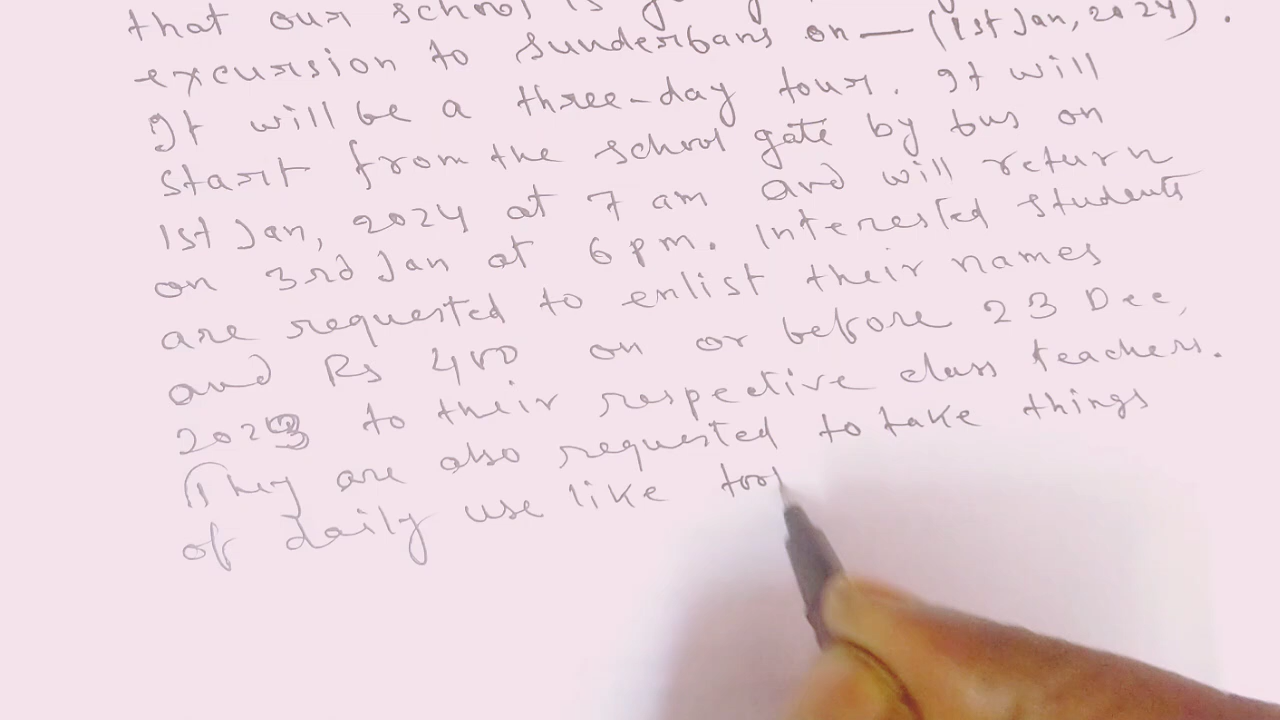 that our school is
excursion to Sunderbans on — (1st Jan, 2024).
It will be a three-day tour. It will
start from the school gate by bus on
1st Jan, 2024 at 7 am and will return
on 3rd Jan at 6 pm. Interested students
are requested to enlist their names
and Rs 400 on or before 23 Dec,
2023 to their respective class teachers.
They are also requested to take things
of daily use like too